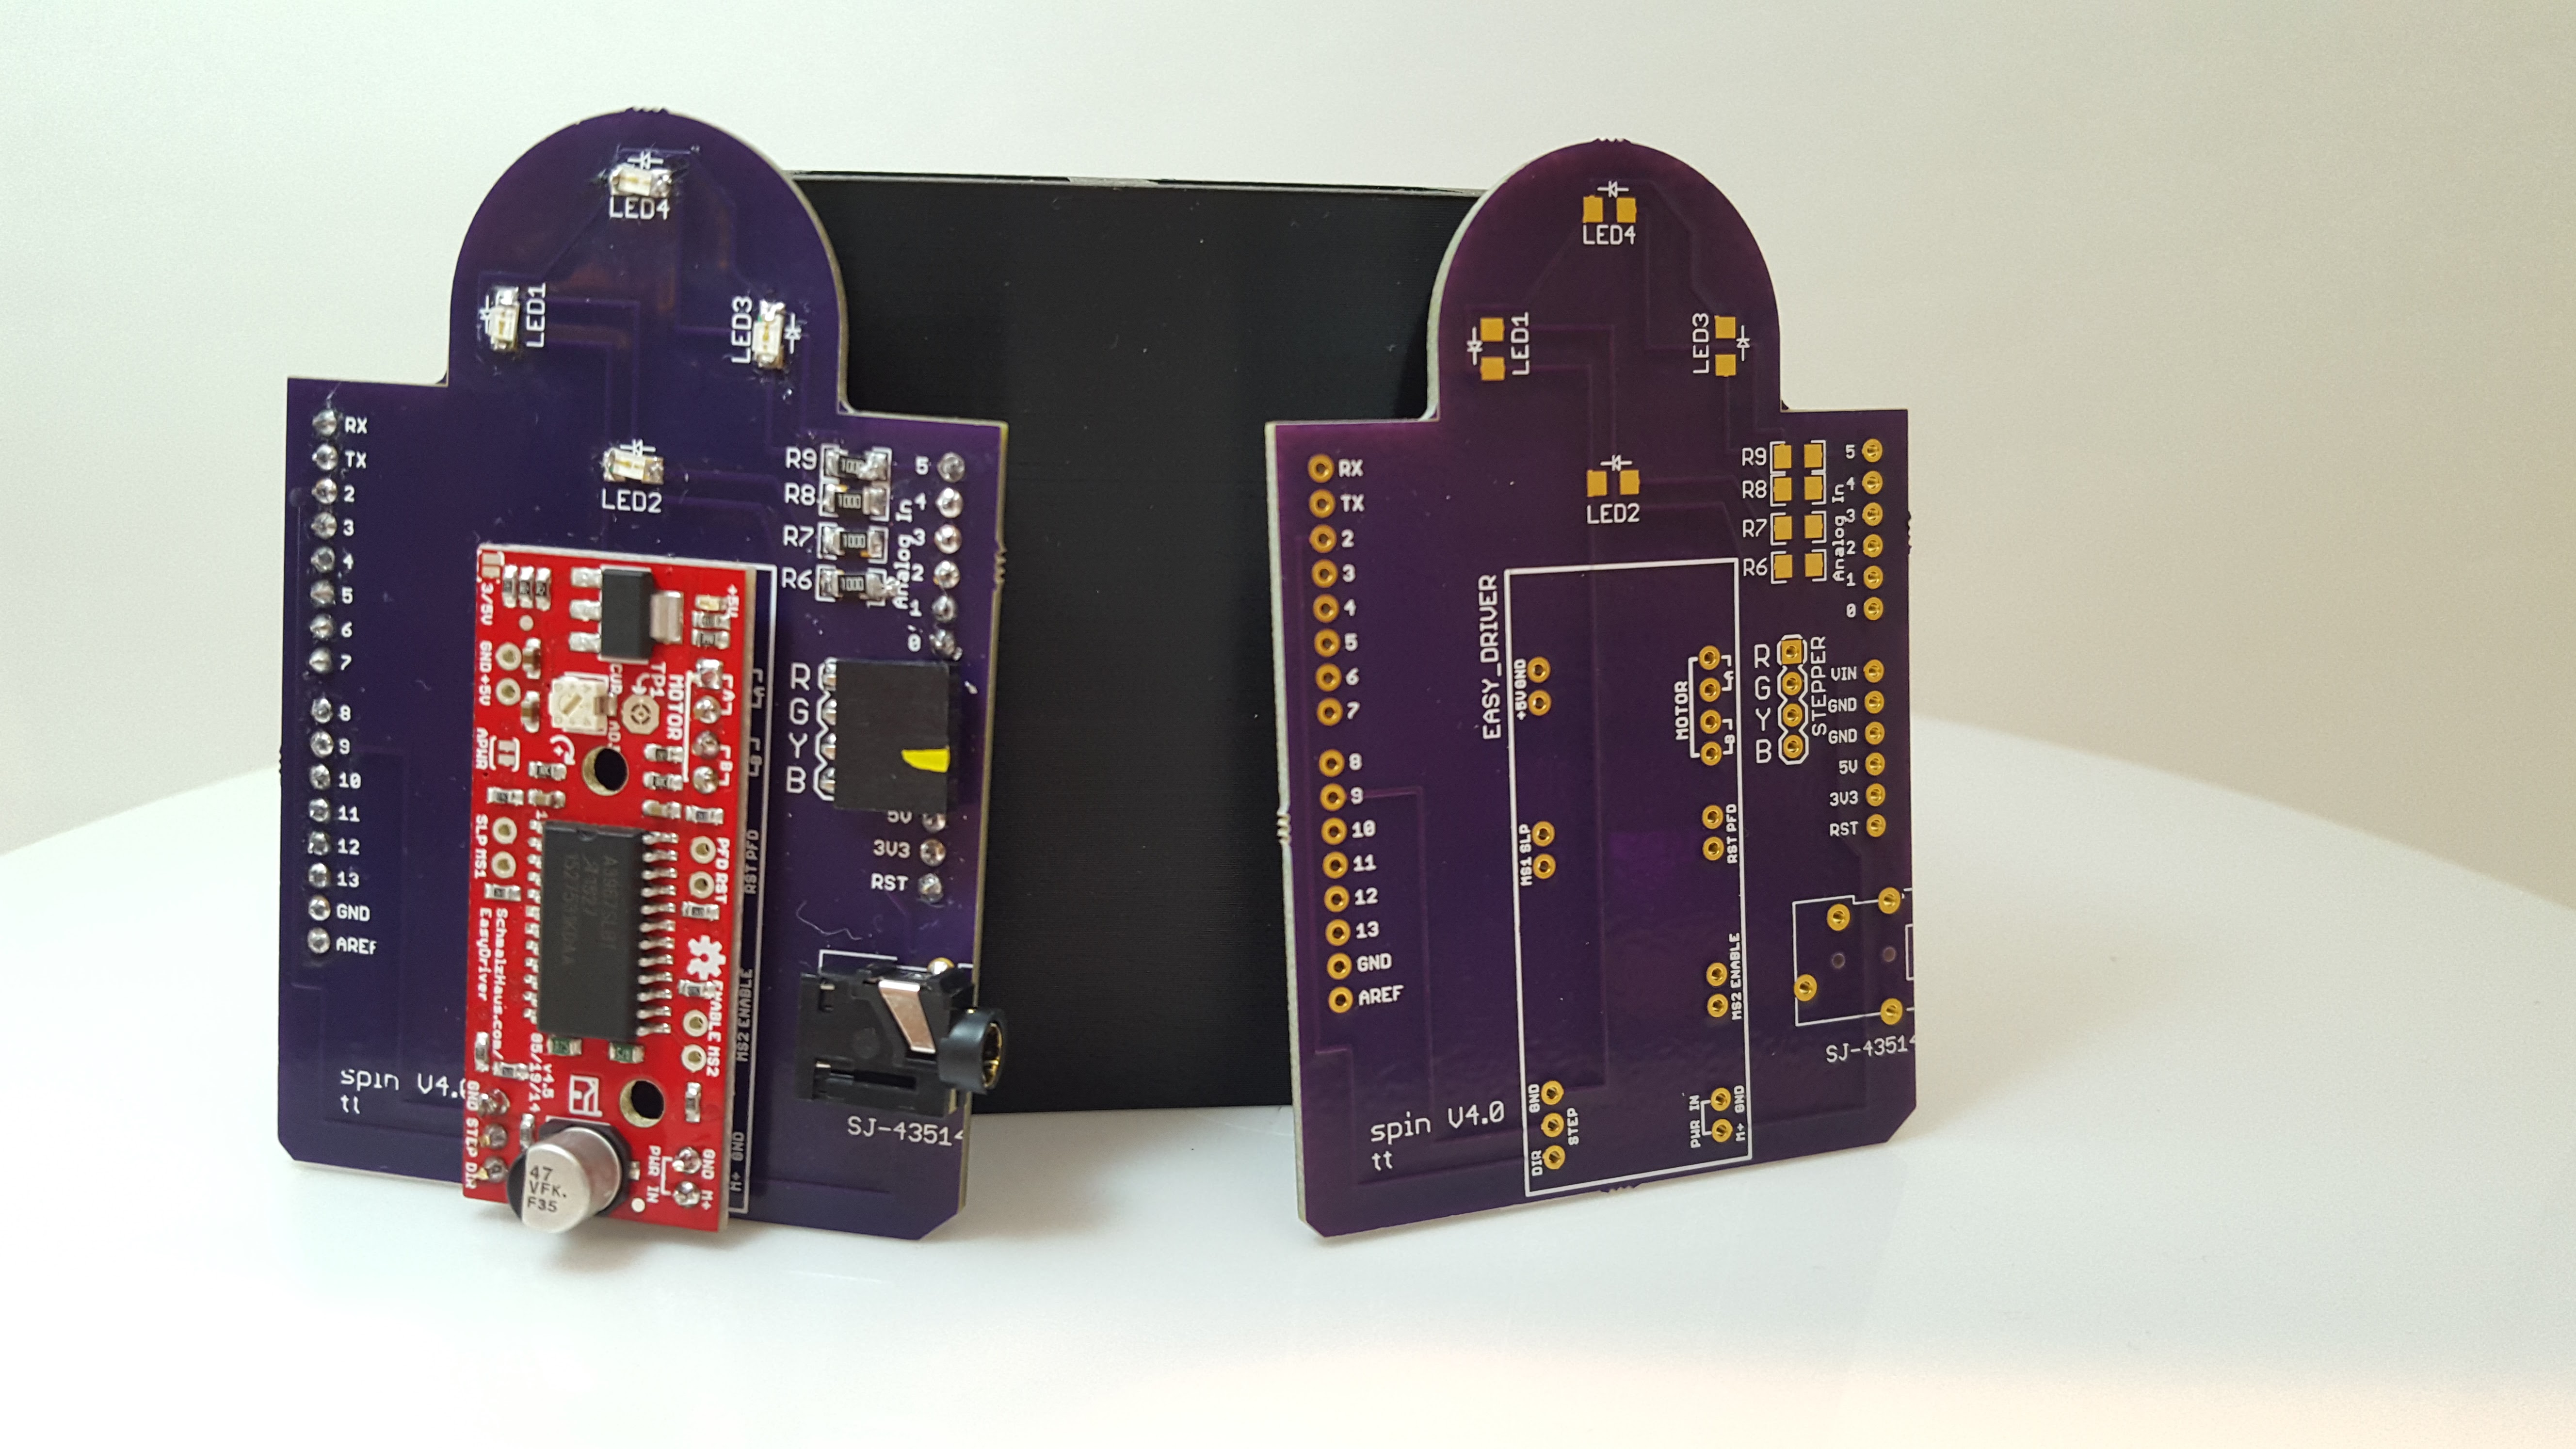 LED4
LED1
LED3
LED2
RX
TX
2
3
4
5
6
7
8
9
10
11
12
13
GND
AREF
R9
R8
R7
R6
1000
1000
1000
5
4
3
2
1
0
Analog In
R
G
Y
B
5V
3V3
RST
SJ-43514
spin V4.0
tt
3/5V
+5V
GND +5V
TP1
MOTOR
A
B
APWR
SLP MS1
PFD RST
SchmalzHaus.com/
EasyDriver
v4.5
05/19/14
ENABLE MS2
GND STEP DIR
PWR IN
GND M+
47
VFK.
F35
A
B
RST PFD
MS2 ENABLE
M+ GND
LED4
LED1
LED3
LED2
RX
TX
2
3
4
5
6
7
8
9
10
11
12
13
GND
AREF
R9
R8
R7
R6
5
4
3
2
1
0
Analog In
EASY_DRIVER
+5V GND
MOTOR
A
B
R
G
Y
B
STEPPER
VIN
GND
GND
5V
3V3
RST
MS1 SLP
RST PFD
MS2 ENABLE
SJ-43514
spin V4.0
tt
GND
STEP
DIR
PWR IN
M+ GND